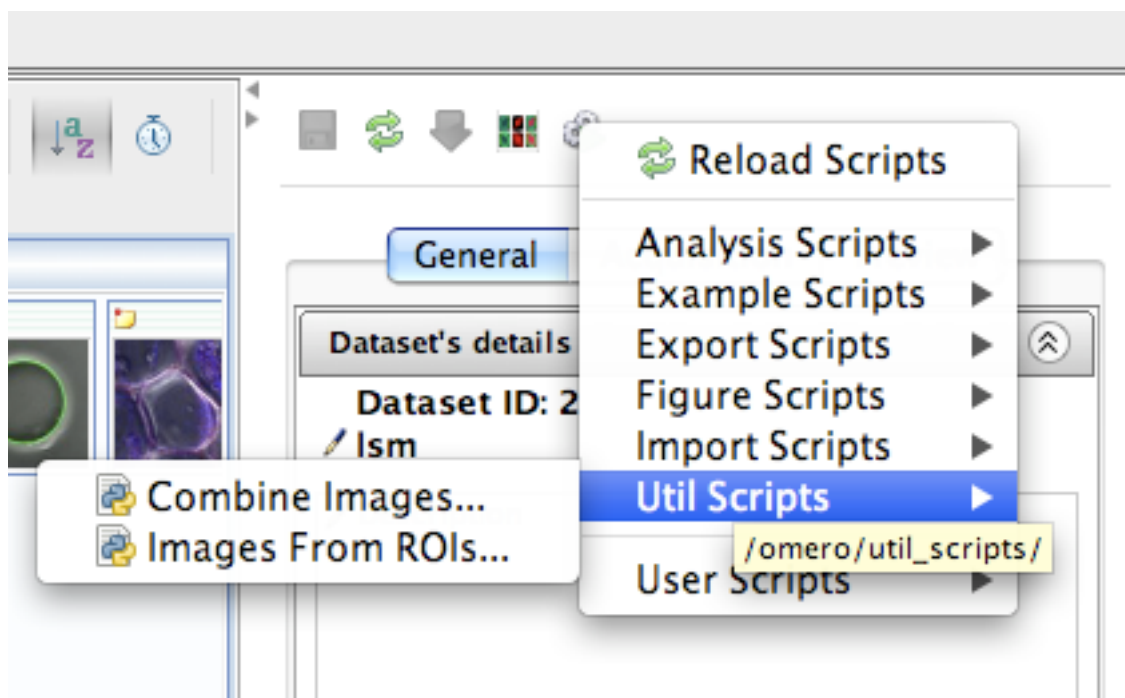 a
z
Reload Scripts
General
Analysis Scripts
Example Scripts
Dataset's details
Export Scripts
Dataset ID: 2
Figure Scripts
lsm
Import Scripts
Combine Images...
Util Scripts
Images From ROIs...
/omero/util_scripts/
User Scripts